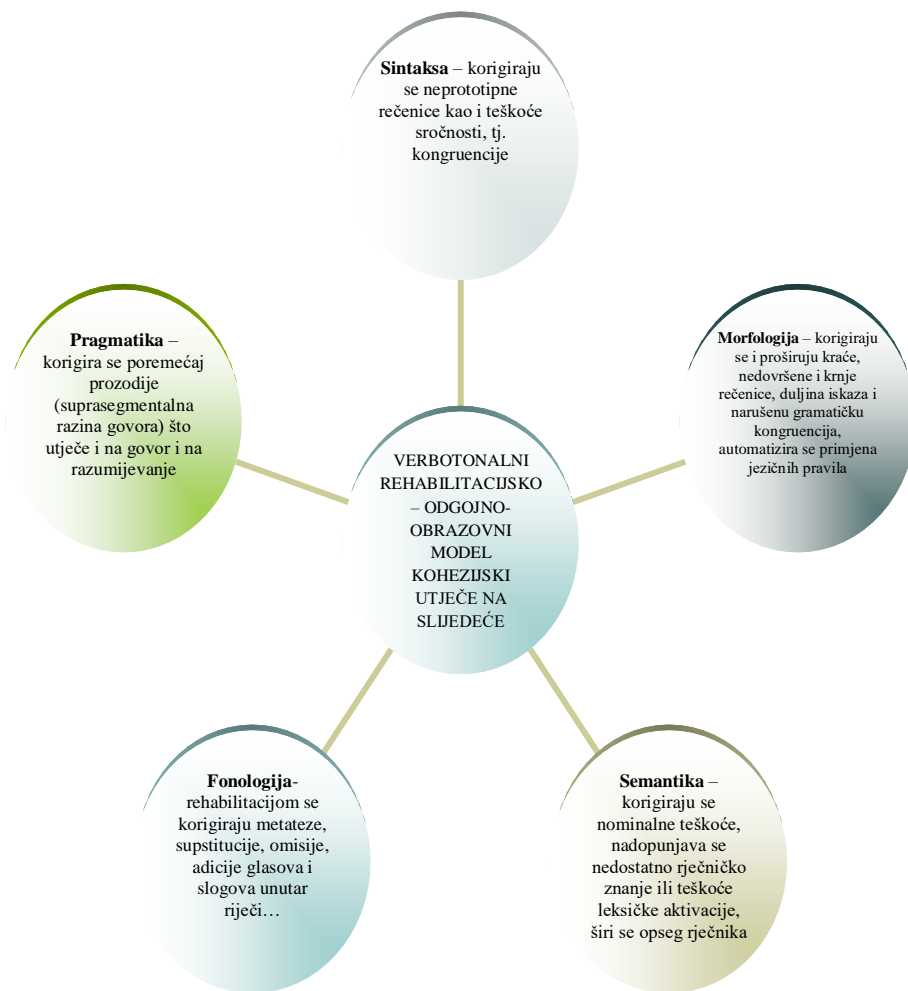 Sintaksa – korigiraju
se neprototipne
rečenice kao i teškoće
sročnosti, tj.
kongruencije
Pragmatika –
korigira se poremećaj
prozodije
(suprasegmentalna
razina govora) što
utječe i na govor i na
razumijevanje
Morfologija – korigiraju
se i proširuju kraće,
nedovršene i krnje
rečenice, duljina iskaza i
narušenu gramatičku
kongruencija,
automatizira se primjena
jezičnih pravila
VERBOTONALNI
REHABILITACIJSKO
– ODGOJNO-
OBRAZOVNI
MODEL
KOHEZIJSKI
UTJEČE NA
SLIJEDEĆE
Fonologija-
rehabilitacijom se
korigiraju metateze,
supstitucije, omisije,
adicije glasova i
slogova unutar
riječi…
Semantika –
korigiraju se
nominalne teškoće,
nadopunjava se
nedostatno rječničko
znanje ili teškoće
leksičke aktivacije,
širi se opseg rječnika